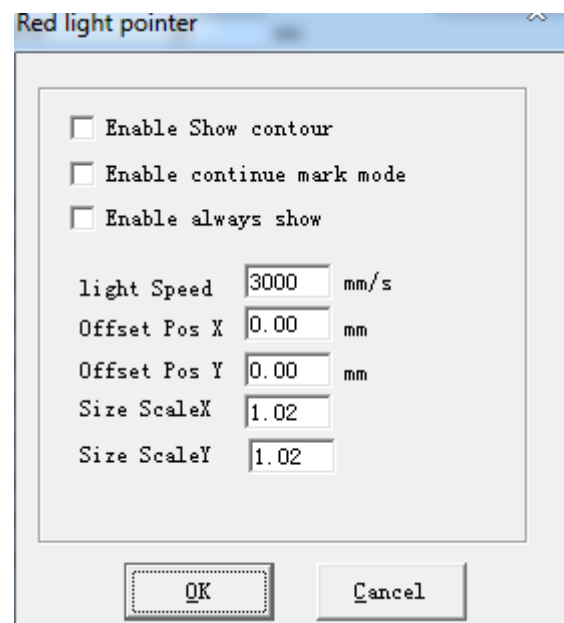 Red light pointer
Enable Show contour
Enable continue mark mode
Enable always show
light Speed 3000 mm/s
Offset Pos X 0.00 mm
Offset Pos Y 0.00 mm
Size ScaleX 1.02
Size ScaleY 1.02
OK Cancel